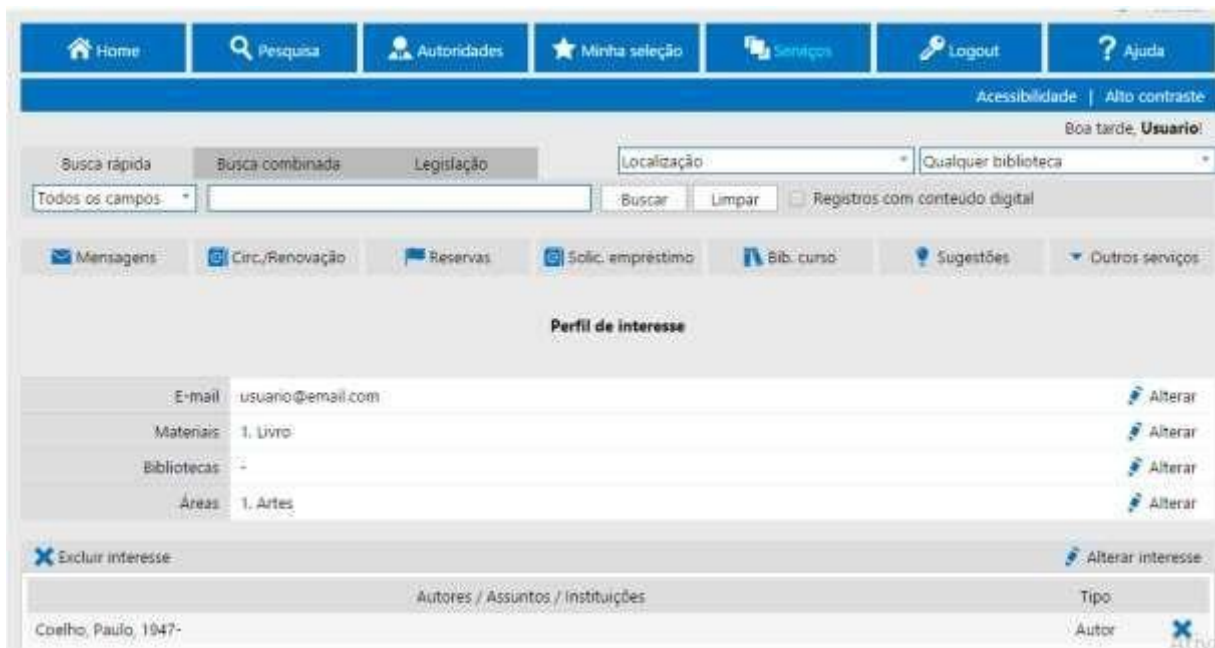 Home Pesquisa Autoridades Minha seleção Serviços Logout Ajuda
Acessibilidade | Alto contraste
Boa tarde, Usuario!
Busca rápida Busca combinada Legislação Localização Qualquer biblioteca
Todos os campos Buscar Limpar Registros com conteúdo digital
Mensagens Circ./Renovação Reservas Solic. empréstimo Bib. curso Sugestões Outros serviços
Perfil de interesse
E-mail usuario@email.com Alterar
Materiais 1. Livro Alterar
Bibliotecas - Alterar
Áreas 1. Artes Alterar
Excluir interesse Alterar interesse
Autores / Assuntos / Instituições Tipo
Coelho, Paulo, 1947- Autor